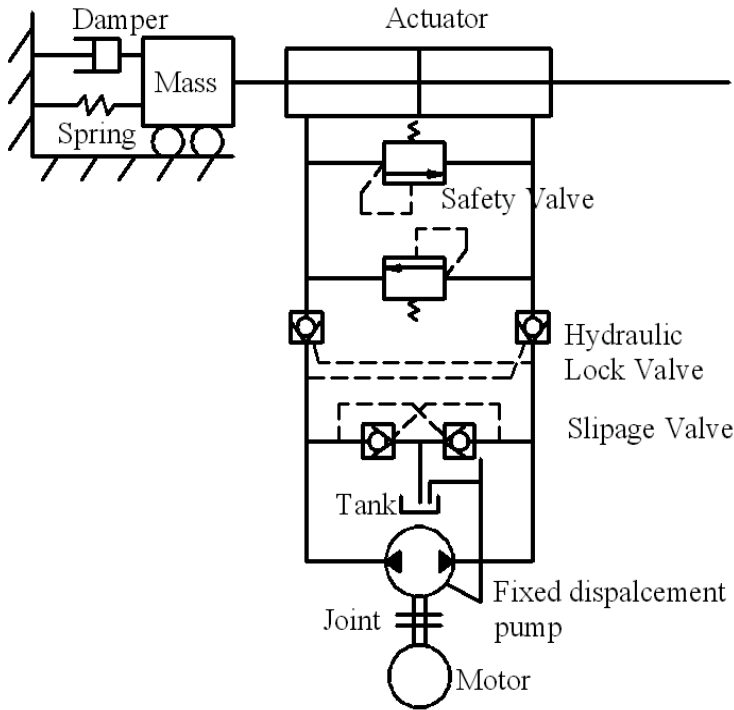 Damper
Actuator
Mass
Spring
Safety Valve
Hydraulic
Lock Valve
Slipage Valve
Tank
Fixed dispalcement
pump
Joint
Motor